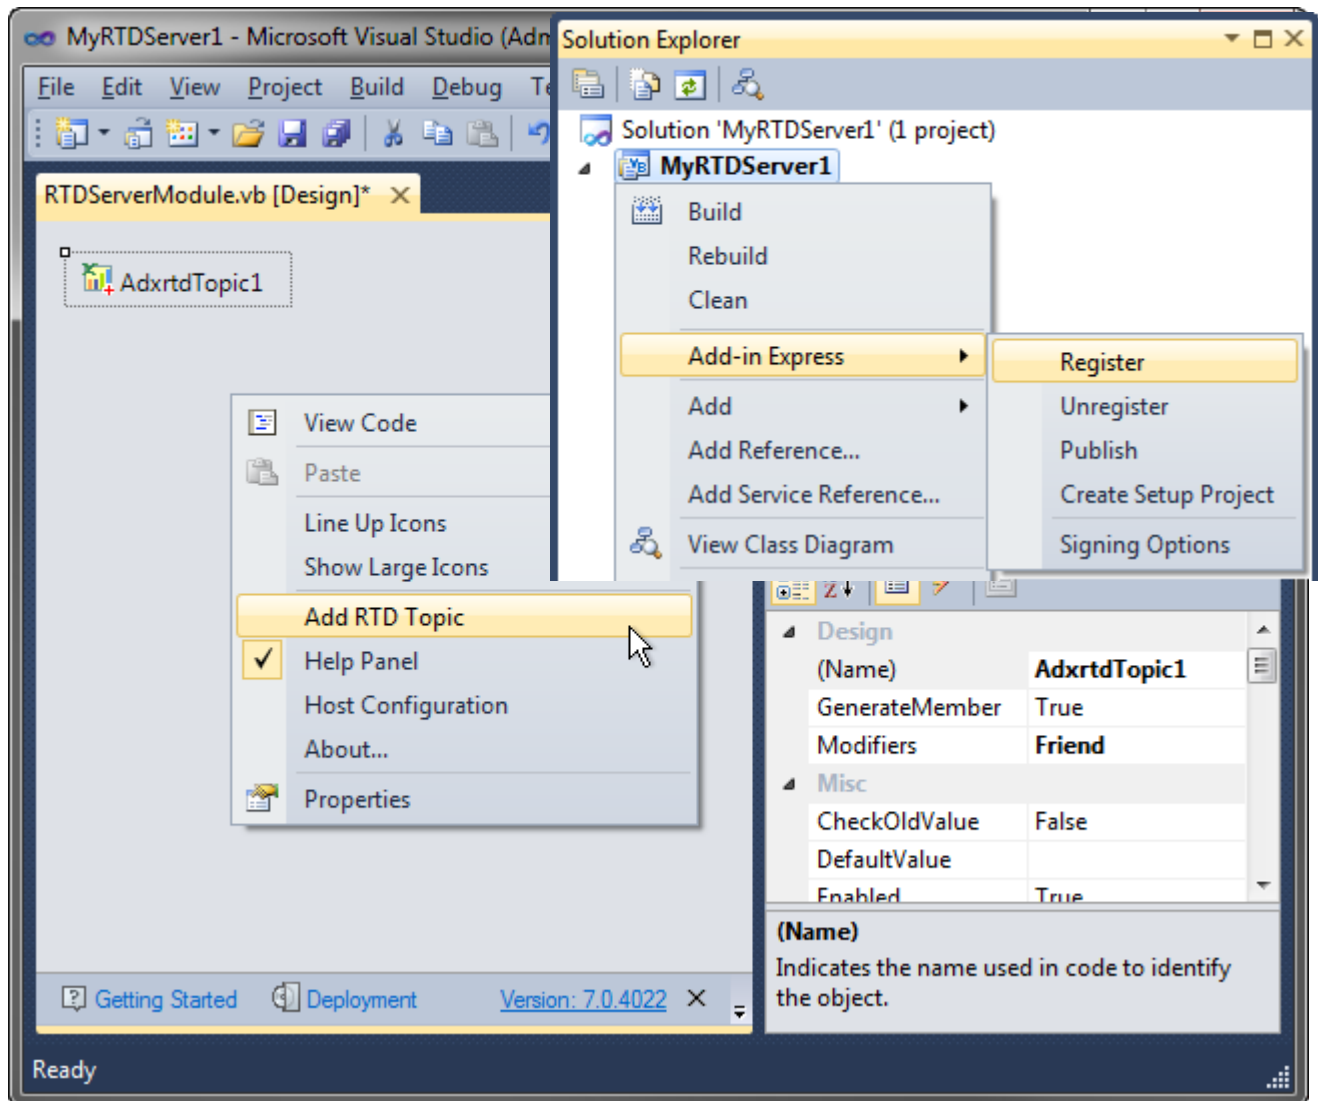 MyRTDServer1 - Microsoft Visual Studio (Adm
File Edit View Project Build Debug Te
RTDServerModule.vb [Design]*
AdxrtdTopic1
View Code
Paste
Line Up Icons
Show Large Icons
Add RTD Topic
Help Panel
Host Configuration
About...
Properties
Solution Explorer
Solution 'MyRTDServer1' (1 project)
MyRTDServer1
Build
Rebuild
Clean
Add-in Express
Add
Add Reference...
Add Service Reference...
View Class Diagram
Register
Unregister
Publish
Create Setup Project
Signing Options
Design
(Name) AdxrtdTopic1
GenerateMember True
Modifiers Friend
Misc
CheckOldValue False
DefaultValue
Enabled True
(Name)
Indicates the name used in code to identify
the object.
Getting Started Deployment Version: 7.0.4022
Ready